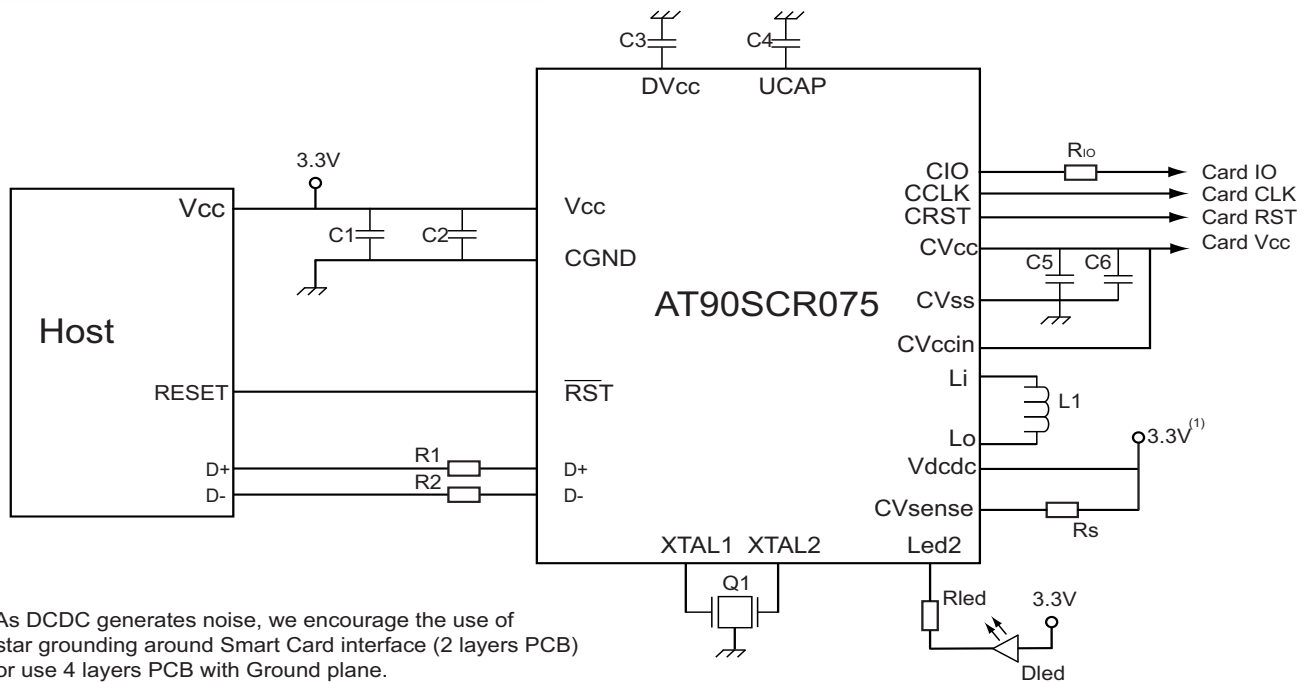 C3
C4
DVcc
UCAP
3.3V
Vcc
Vcc
C1
C2
CGND
Host
AT90SCR075
RESET
RST
D+
D-
R1
R2
D+
D-
CIO
CCLK
CRST
CVcc
CVss
CVccin
Li
Lo
Vdcdc
CVsense
RIO
Card IO
Card CLK
Card RST
Card Vcc
C5
C6
L1
3.3V(1)
Rs
XTAL1
XTAL2
Led2
Q1
Rled
3.3V
Dled
As DCDC generates noise, we encourage the use of
star grounding around Smart Card interface (2 layers PCB)
or use 4 layers PCB with Ground plane.